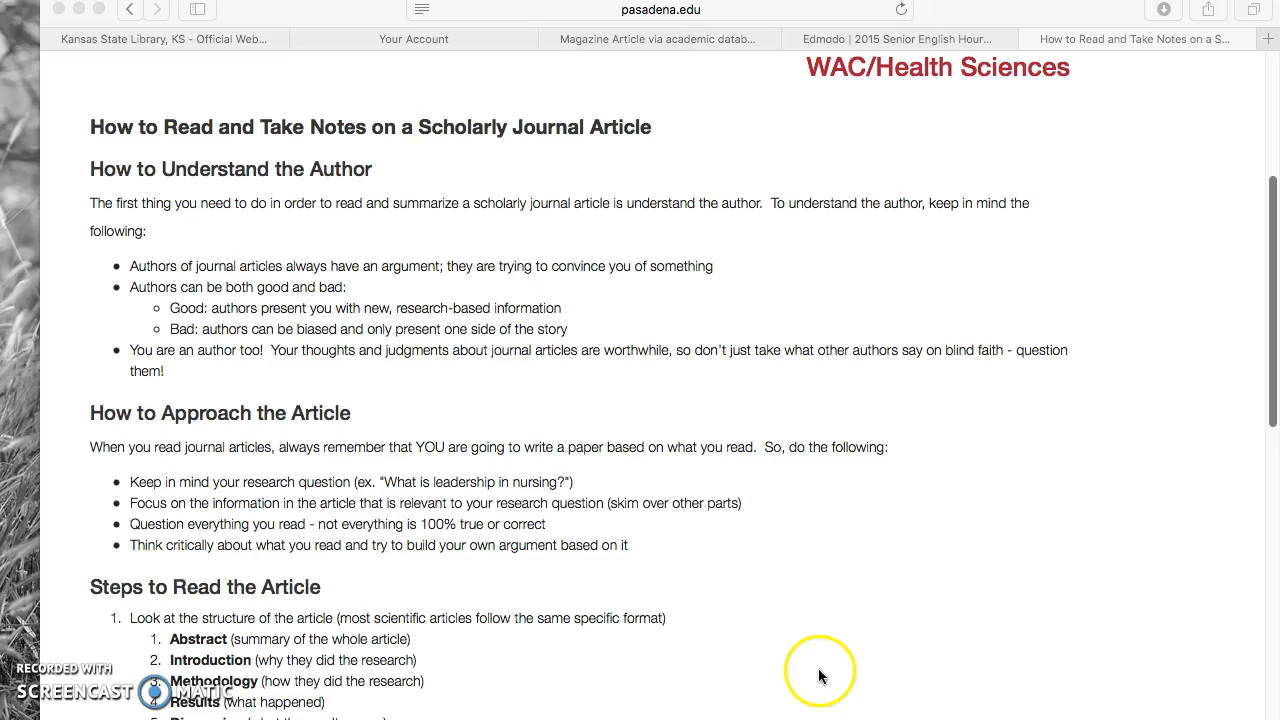 pasadena.edu
Kansas State Library, KS - Official Web...
Your Account
Magazine Article via academic datab...
Edmodo | 2015 Senior English Hour...
How to Read and Take Notes on a S...
WAC/Health Sciences
How to Read and Take Notes on a Scholarly Journal Article
How to Understand the Author
The first thing you need to do in order to read and summarize a scholarly journal article is understand the author.  To understand the author, keep in mind the
following:
Authors of journal articles always have an argument; they are trying to convince you of something
Authors can be both good and bad:
Good: authors present you with new, research-based information
Bad: authors can be biased and only present one side of the story
You are an author too!  Your thoughts and judgments about journal articles are worthwhile, so don't just take what other authors say on blind faith - question
them!
How to Approach the Article
When you read journal articles, always remember that YOU are going to write a paper based on what you read.  So, do the following:
Keep in mind your research question (ex. "What is leadership in nursing?")
Focus on the information in the article that is relevant to your research question (skim over other parts)
Question everything you read - not everything is 100% true or correct
Think critically about what you read and try to build your own argument based on it
Steps to Read the Article
1. Look at the structure of the article (most scientific articles follow the same specific format)
1. Abstract (summary of the whole article)
2. Introduction (why they did the research)
3. Methodology (how they did the research)
4. Results (what happened)
RECORDED WITH
SCREENCAST MATIC